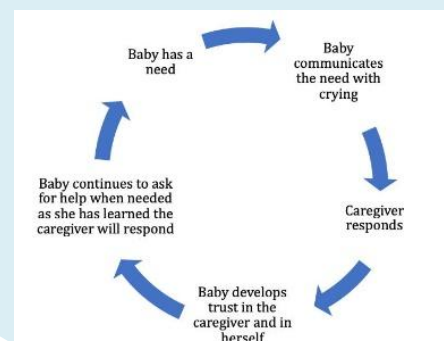 Baby has a
need
Baby
communicates
the need with
crying
Caregiver
responds
Baby develops
trust in the
caregiver and in
herself
Baby continues to ask
for help when needed
as she has learned the
caregiver will respond